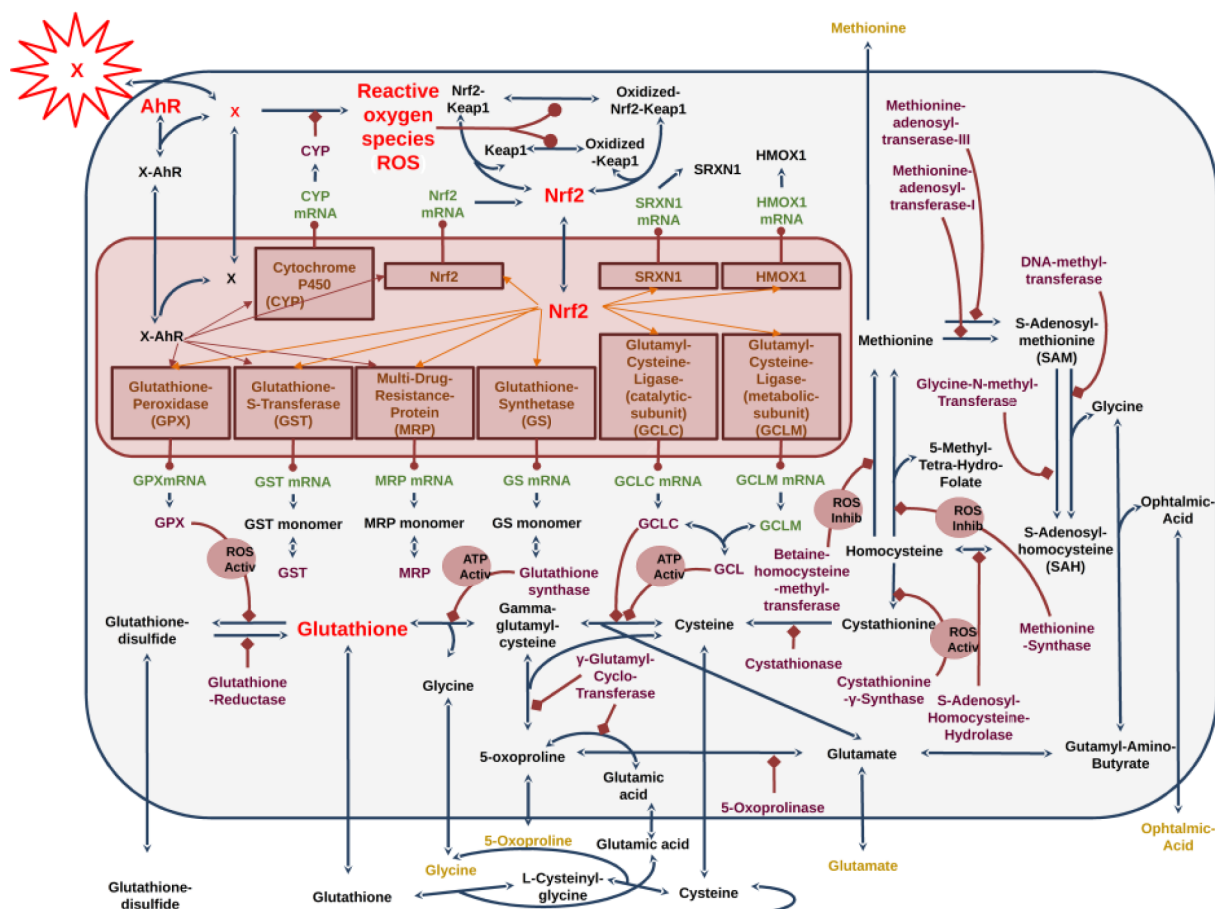 Methionine
X
AhR
X
Reactive
oxygen
species
ROS
Nrf2-
Keap1
Oxidized-
Nrf2-Keap1
Keap1
Oxidized
-Keap1
CYP
X-AhR
CYP
mRNA
Nrf2
mRNA
Nrf2
SRXN1
SRXN1
mRNA
HMOX1
HMOX1
mRNA
Methionine-
adenosyl-
transerase-III
Methionine-
adenosyl-
transferase-I
DNA-methyl-
transferase
X
Cytochrome
P450
(CYP)
Nrf2
SRXN1
HMOX1
Nrf2
X-AhR
Glutathione-
Peroxidase
(GPX)
Glutathione-
S-Transferase
(GST)
Multi-Drug-
Resistance-
Protein
(MRP)
Glutathione-
Synthetase
(GS)
Glutamyl-
Cysteine-
Ligase-
(catalytic-
subunit)
(GCLC)
Glutamyl-
Cysteine-
Ligase-
(metabolic-
subunit)
(GCLM)
Methionine
S-Adenosyl-
methionine
(SAM)
Glycine-N-methyl-
Transferase
Glycine
5-Methyl-
Tetra-Hydro-
Folate
GPXmRNA
GST mRNA
MRP mRNA
GS mRNA
GCLC mRNA
GCLM mRNA
ROS
Inhib
ROS
Inhib
Ophtalmic-
Acid
GPX
GST monomer
MRP monomer
GS monomer
GCLC
GCLM
Homocysteine
S-Adenosyl-
homocysteine
(SAH)
ROS
Activ
GST
MRP
ATP
Activ
Glutathione
synthase
ATP
Activ
GCL
Betaine-
homocysteine
-methyl-
transferase
Glutathione-
disulfide
Glutathione
Gamma-
glutamyl-
cysteine
Cysteine
Cystathionine
ROS
Activ
Methionine
-Synthase
Glutathione
-Reductase
Glycine
γ-Glutamyl-
Cyclo-
Transferase
Cystathionase
Cystathionine
-γ-Synthase
S-Adenosyl-
Homocysteine-
Hydrolase
5-oxoproline
Glutamic
acid
Glutamate
Gutamyl-Amino-
Butyrate
5-Oxoprolinase
5-Oxoproline
Glutamic acid
Glycine
Glutamate
Ophtalmic-
Acid
Glutathione-
disulfide
Glutathione
L-Cysteinyl-
glycine
Cysteine